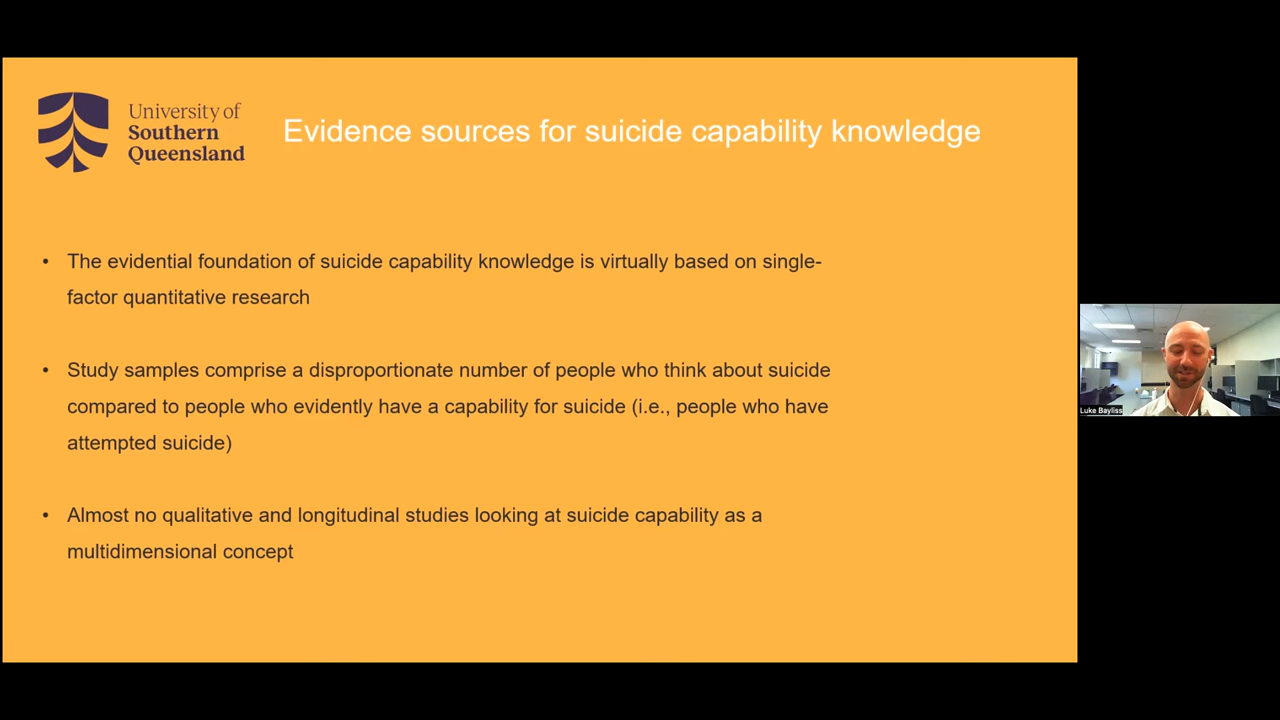 University of
Southern
Queensland
Evidence sources for suicide capability knowledge
• The evidential foundation of suicide capability knowledge is virtually based on single-
factor quantitative research
• Study samples comprise a disproportionate number of people who think about suicide
compared to people who evidently have a capability for suicide (i.e., people who have
attempted suicide)
• Almost no qualitative and longitudinal studies looking at suicide capability as a
multidimensional concept
Luke Bayliss